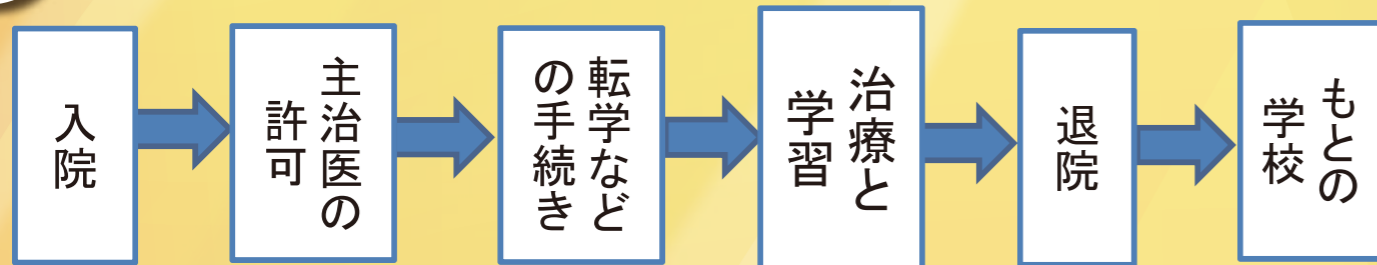 入院
主治医の
許可
転学など
の手続き
治療と
学習
退院
もとの
学校